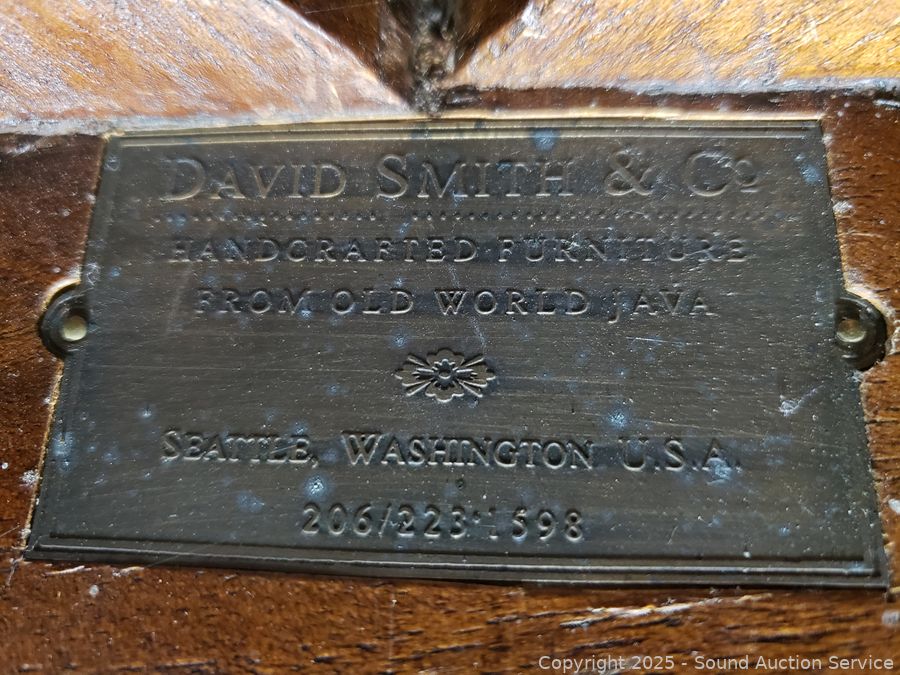 DAVID SMITH & Co
HANDCRAFTED FURNITURE
FROM OLD WORLD JAVA
SEATTLE, WASHINGTON U.S.A.
206/223·1598
Copyright © 2025 - Sound Auction Service